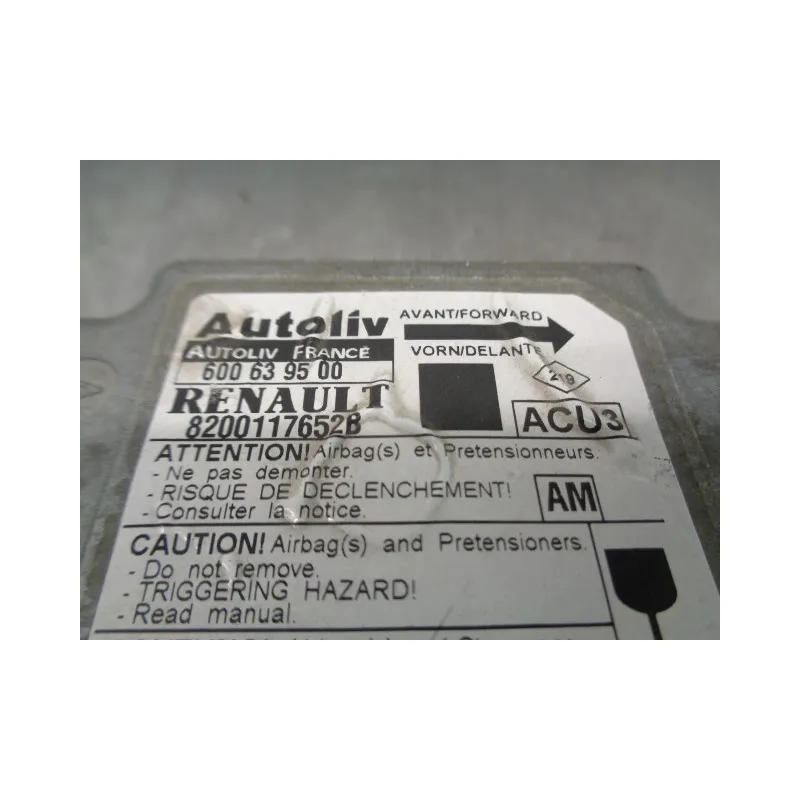 Autoliv
AUTOLIV FRANCE
600 63 95 00
AVANT/FORWARD
VORN/DELANTE
219
RENAULT
8200117652B
ACU3
ATTENTION! Airbag(s) et Pretensionneurs.
- Ne pas demonter.
- RISQUE DE DECLENCHEMENT!
- Consulter la notice.
AM
CAUTION! Airbag(s) and Pretensioners.
- Do not remove.
- TRIGGERING HAZARD!
- Read manual.